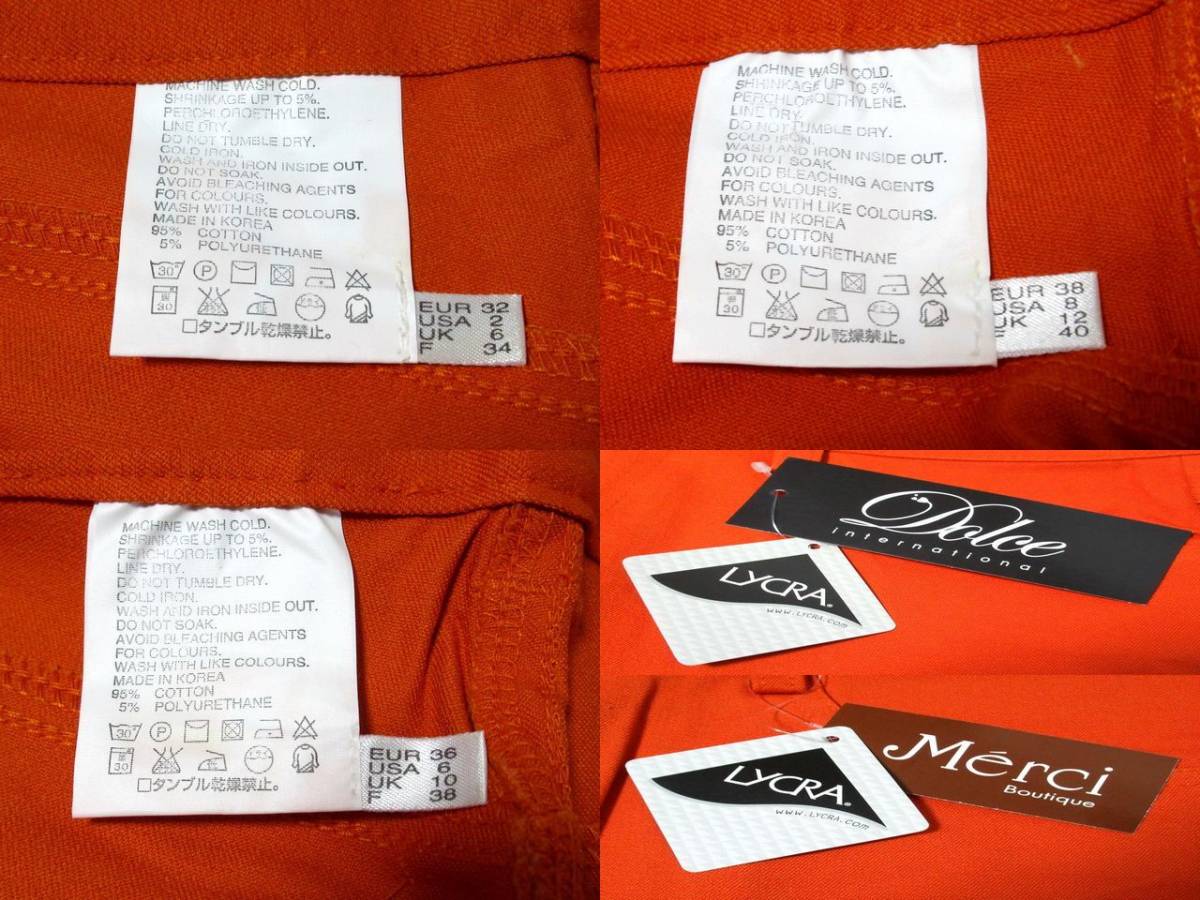 MACHINE WASH COLD.
SHRINKAGE UP TO 5%.
PERCHLOROETHYLENE.
LINE DRY.
DO NOT TUMBLE DRY.
COLD IRON.
WASH AND IRON INSIDE OUT.
DO NOT SOAK.
AVOID BLEACHING AGENTS
FOR COLOURS.
WASH WITH LIKE COLOURS.
MADE IN KOREA
95% COTTON
5% POLYURETHANE
30
P
30
□タンブル乾燥禁止。
EUR 32
USA 2
UK 6
F 34
MACHINE WASH COLD.
SHRINKAGE UP TO 5%.
PERCHLOROETHYLENE.
LINE DRY.
DO NOT TUMBLE DRY.
COLD IRON.
WASH AND IRON INSIDE OUT.
DO NOT SOAK.
AVOID BLEACHING AGENTS
FOR COLOURS.
WASH WITH LIKE COLOURS.
MADE IN KOREA
95% COTTON
5% POLYURETHANE
30
P
30
□タンブル乾燥禁止。
EUR 38
USA 8
UK 12
F 40
MACHINE WASH COLD.
SHRINKAGE UP TO 5%.
PERCHLOROETHYLENE.
LINE DRY.
DO NOT TUMBLE DRY.
COLD IRON.
WASH AND IRON INSIDE OUT.
DO NOT SOAK.
AVOID BLEACHING AGENTS
FOR COLOURS.
WASH WITH LIKE COLOURS.
MADE IN KOREA
95% COTTON
5% POLYURETHANE
30
P
30
□タンブル乾燥禁止。
EUR 36
USA 6
UK 10
F 38
Dolce
international
LYCRA®
www.LYCRA.com
Mérci
Boutique
LYCRA®
www.LYCRA.com